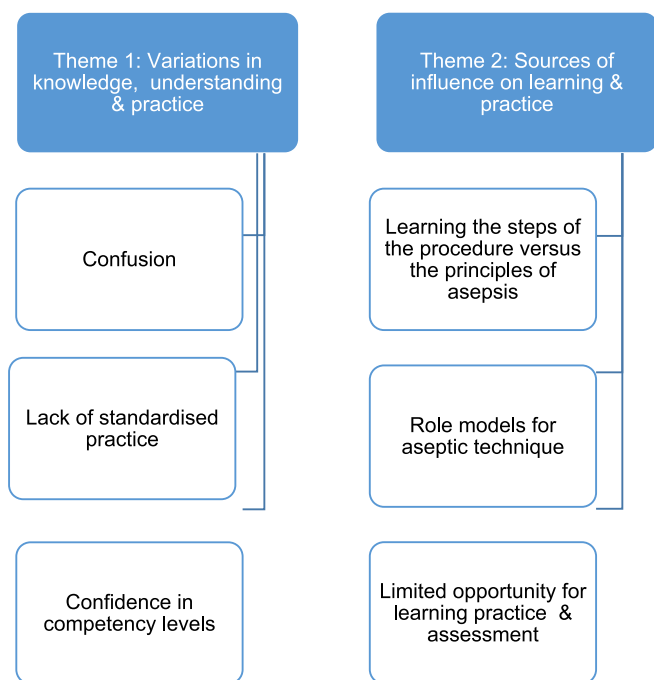 Theme 1: Variations in
knowledge, understanding
& practice
Confusion
Lack of standardised
practice
Confidence in
competency levels
Theme 2: Sources of
influence on learning &
practice
Learning the steps of
the procedure versus
the principles of
asepsis
Role models for
aseptic technique
Limited opportunity for
learning practice &
assessment